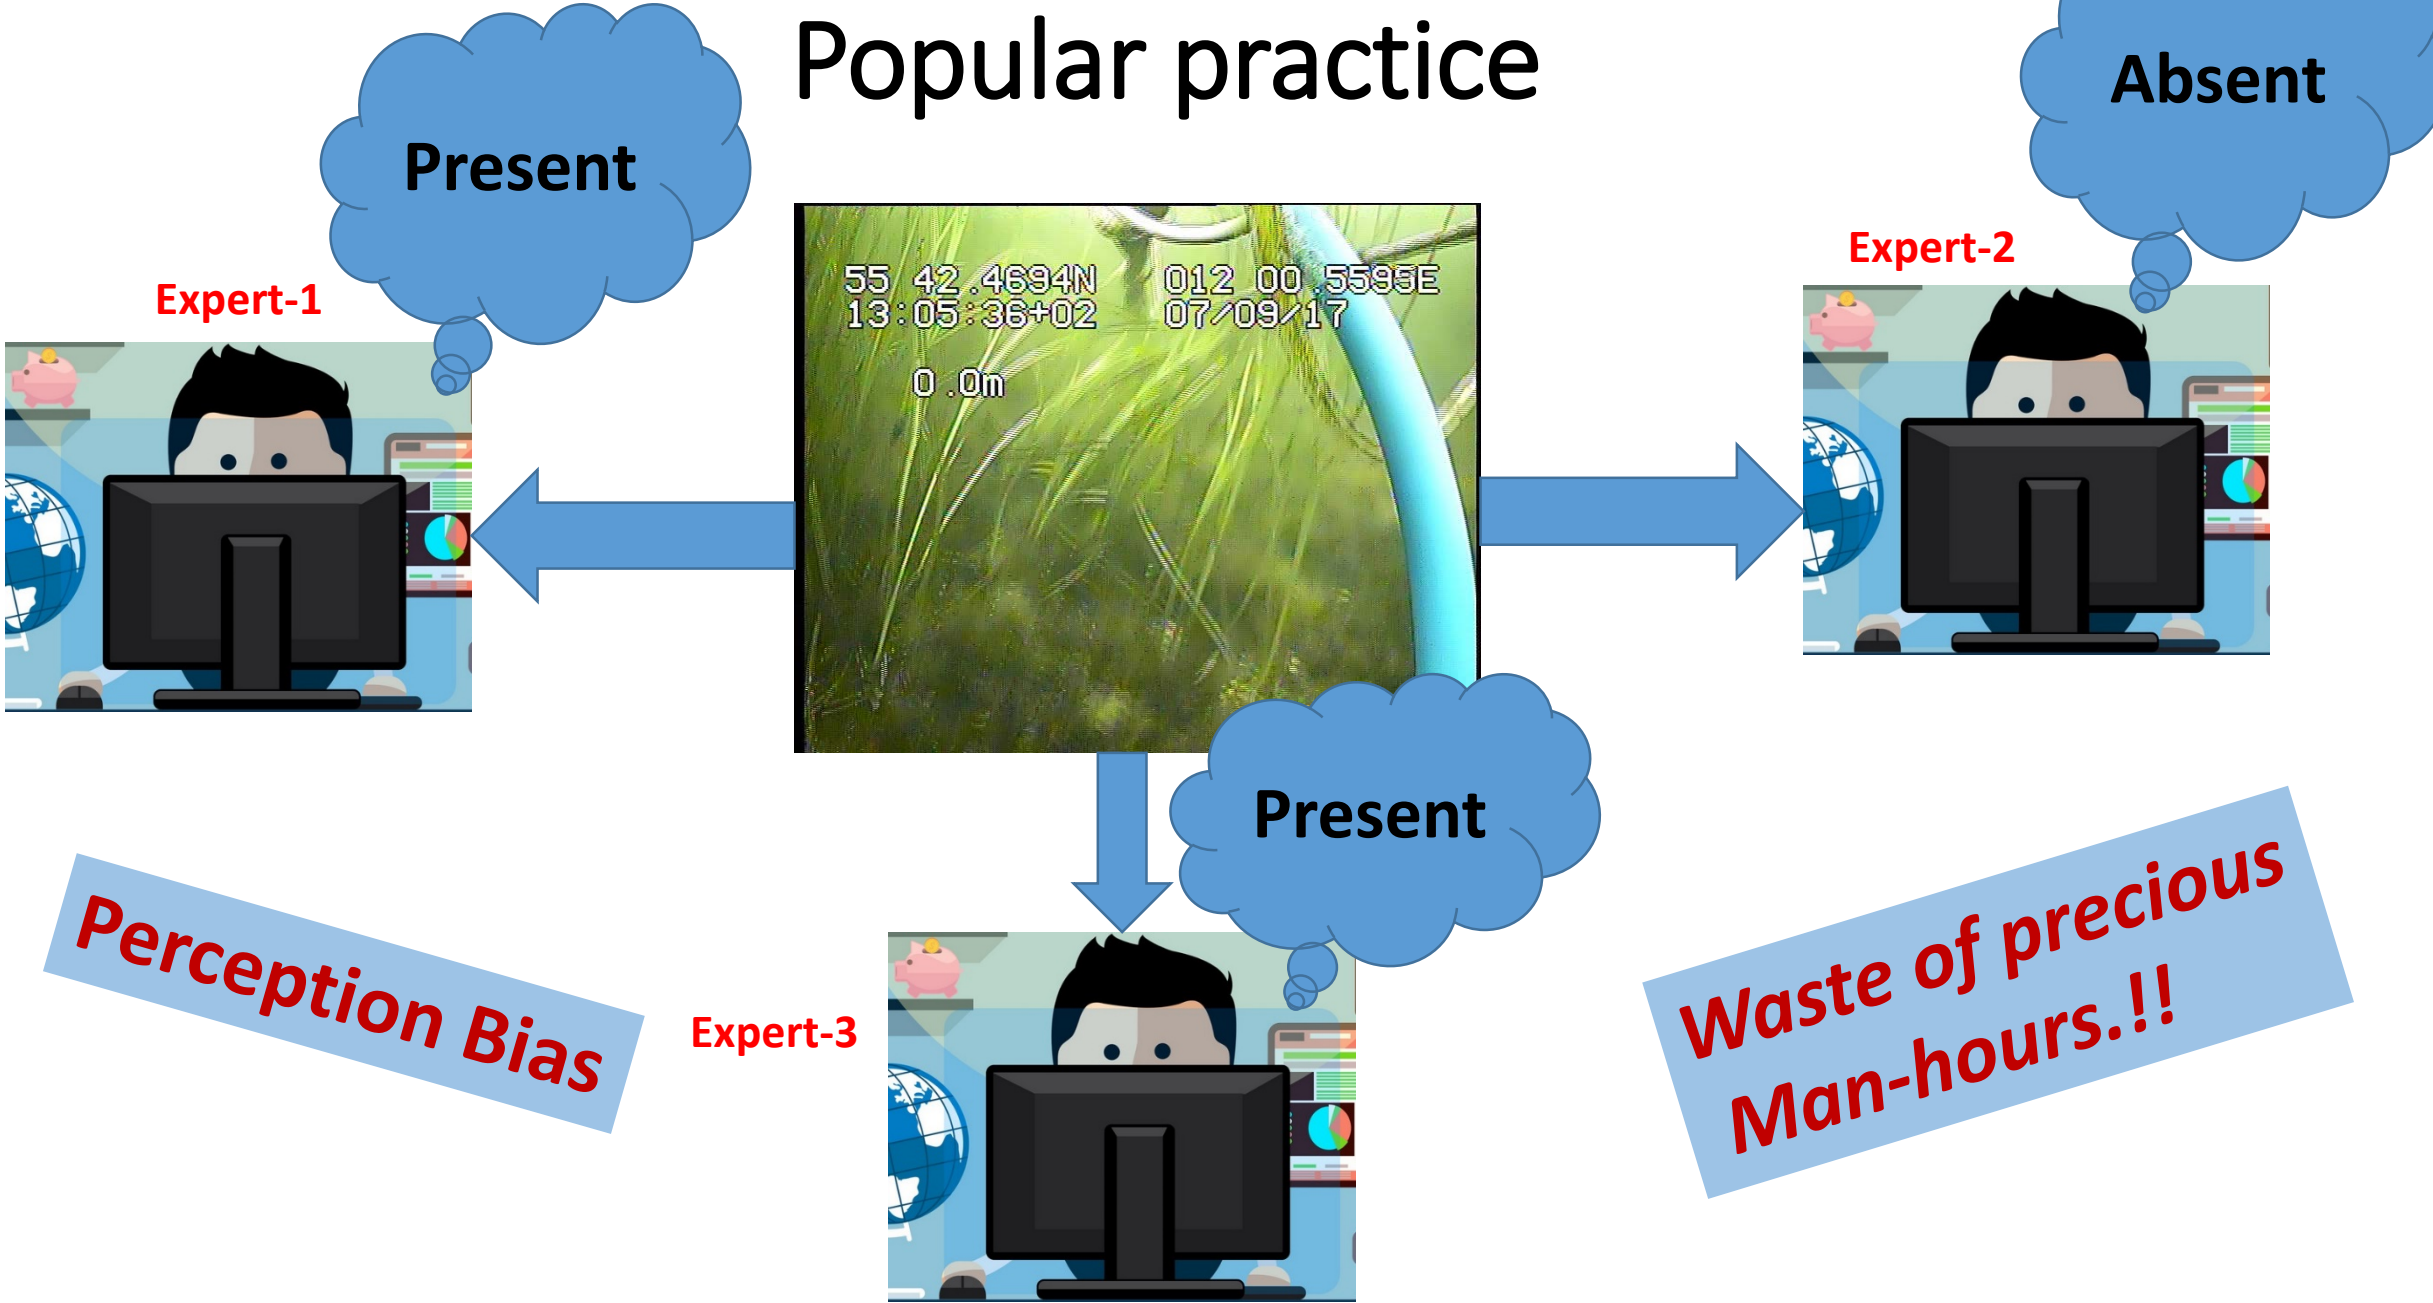 Popular practice
Present
Absent
Expert-1
Expert-2
55 42.4694N 012 00.5595E
13:05:36+02 07/09/17
0.0m
Present
Expert-3
Perception Bias
Waste of precious
Man-hours.!!